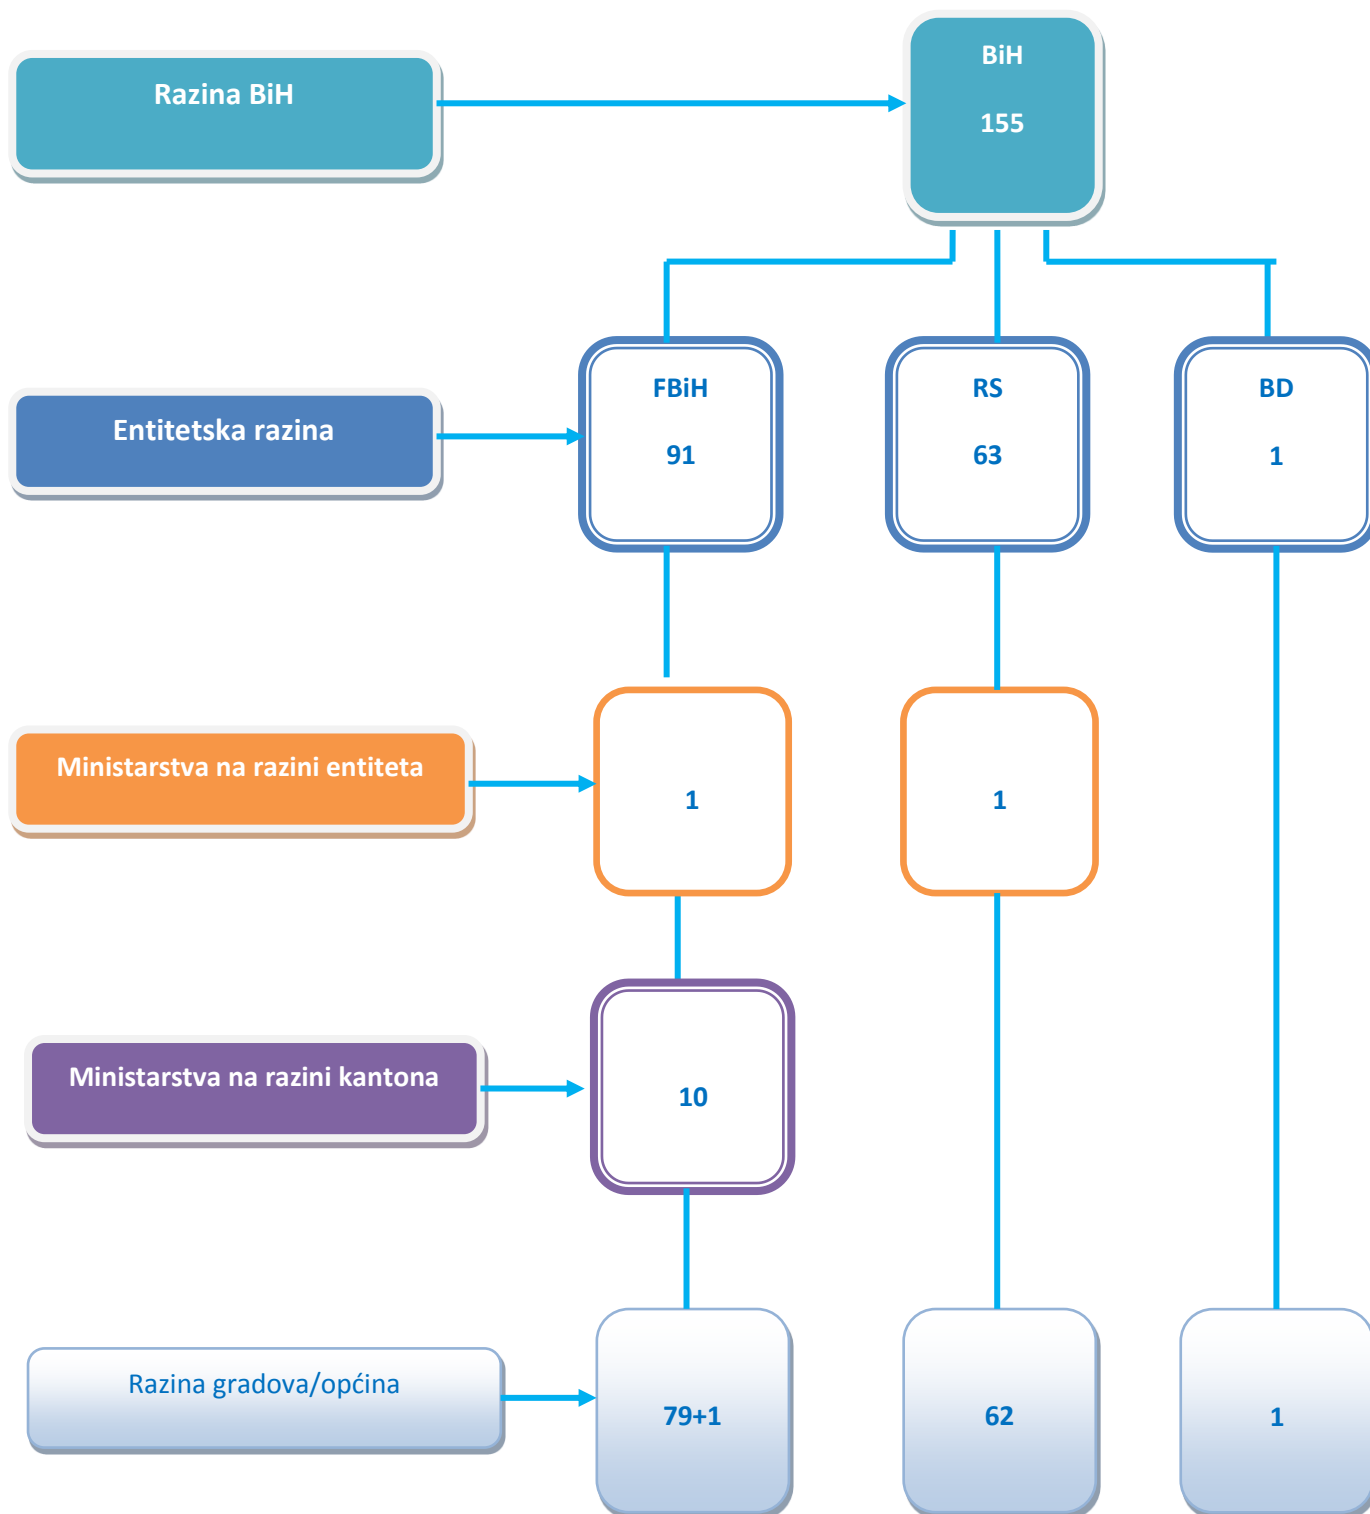 Razina BiH
BiH
155
Entitetska razina
FBiH
91
RS
63
BD
1
Ministarstva na razini entiteta
1
1
Ministarstva na razini kantona
10
Razina gradova/općina
79+1
62
1